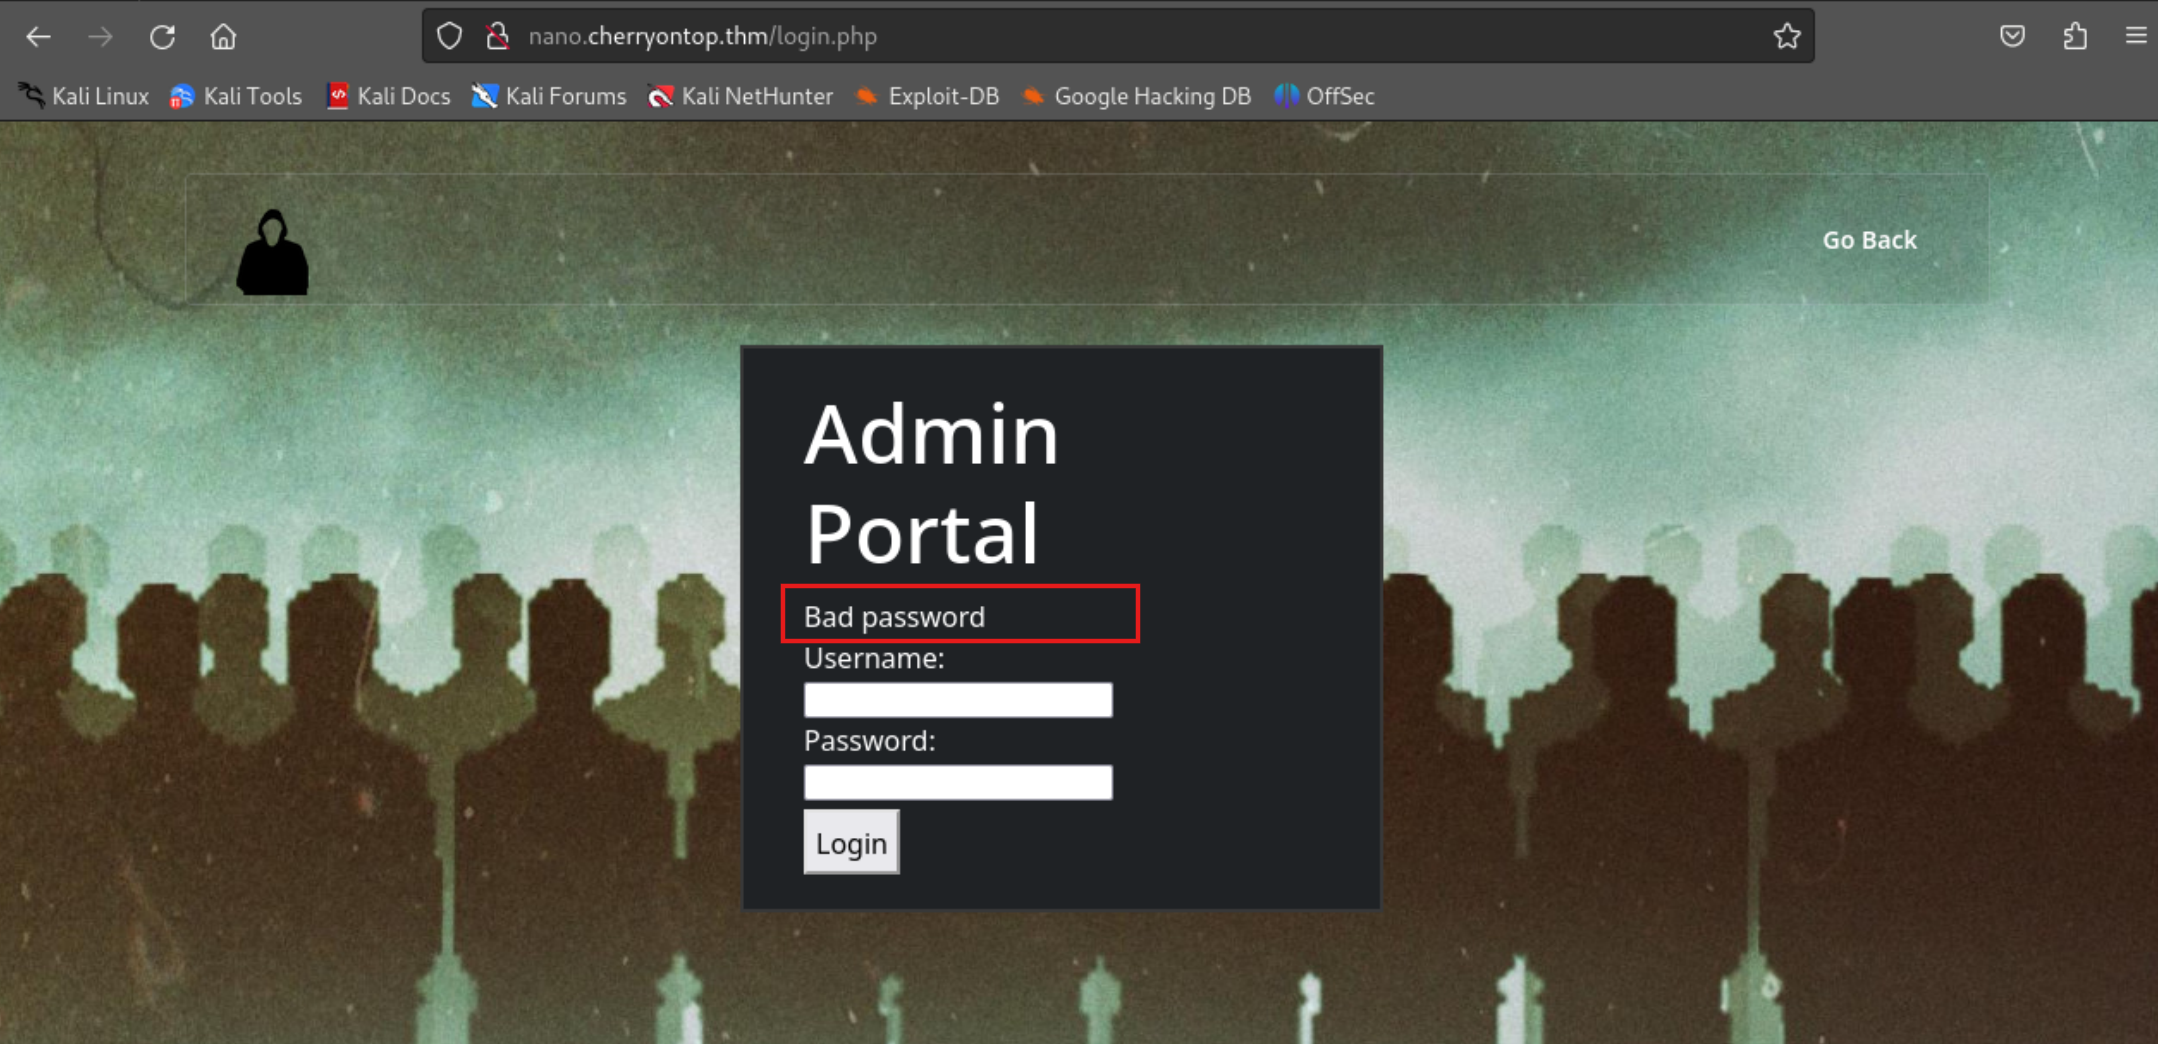 nano.cherryontop.thm/login.php
Kali Linux Kali Tools Kali Docs Kali Forums Kali NetHunter Exploit-DB Google Hacking DB OffSec
Go Back
Admin
Portal
Bad password
Username:
Password:
Login